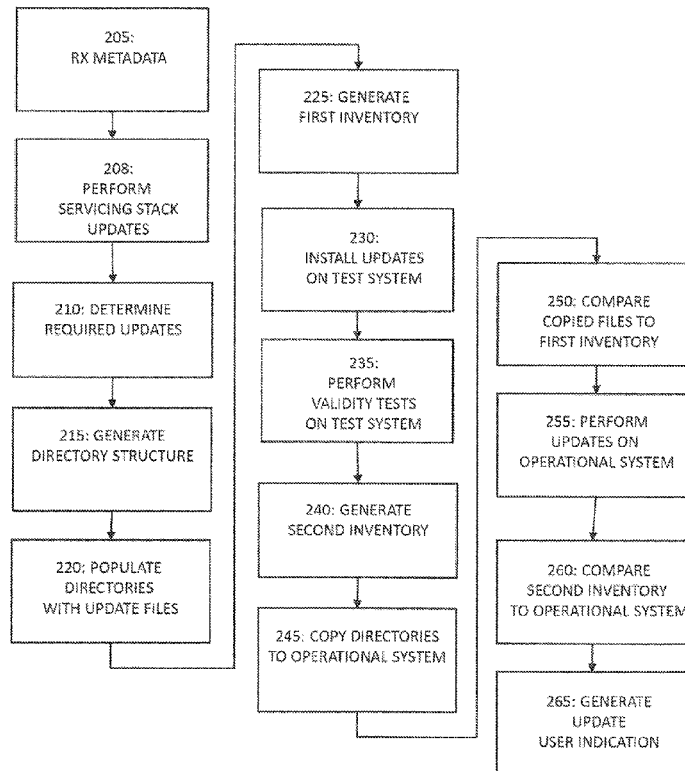 205:
RX METADATA
208:
PERFORM
SERVICING STACK
UPDATES
210: DETERMINE
REQUIRED UPDATES
215: GENERATE
DIRECTORY STRUCTURE
220: POPULATE
DIRECTORIES
WITH UPDATE FILES
225: GENERATE
FIRST INVENTORY
230:
INSTALL UPDATES
ON TEST SYSTEM
235:
PERFORM
VALIDITY TESTS
ON TEST SYSTEM
240: GENERATE
SECOND INVENTORY
245: COPY DIRECTORIES
TO OPERATIONAL SYSTEM
250: COMPARE
COPIED FILES TO
FIRST INVENTORY
255: PERFORM
UPDATES ON
OPERATIONAL SYSTEM
260: COMPARE
SECOND INVENTORY
TO OPERATIONAL SYSTEM
265: GENERATE
UPDATE
USER INDICATION